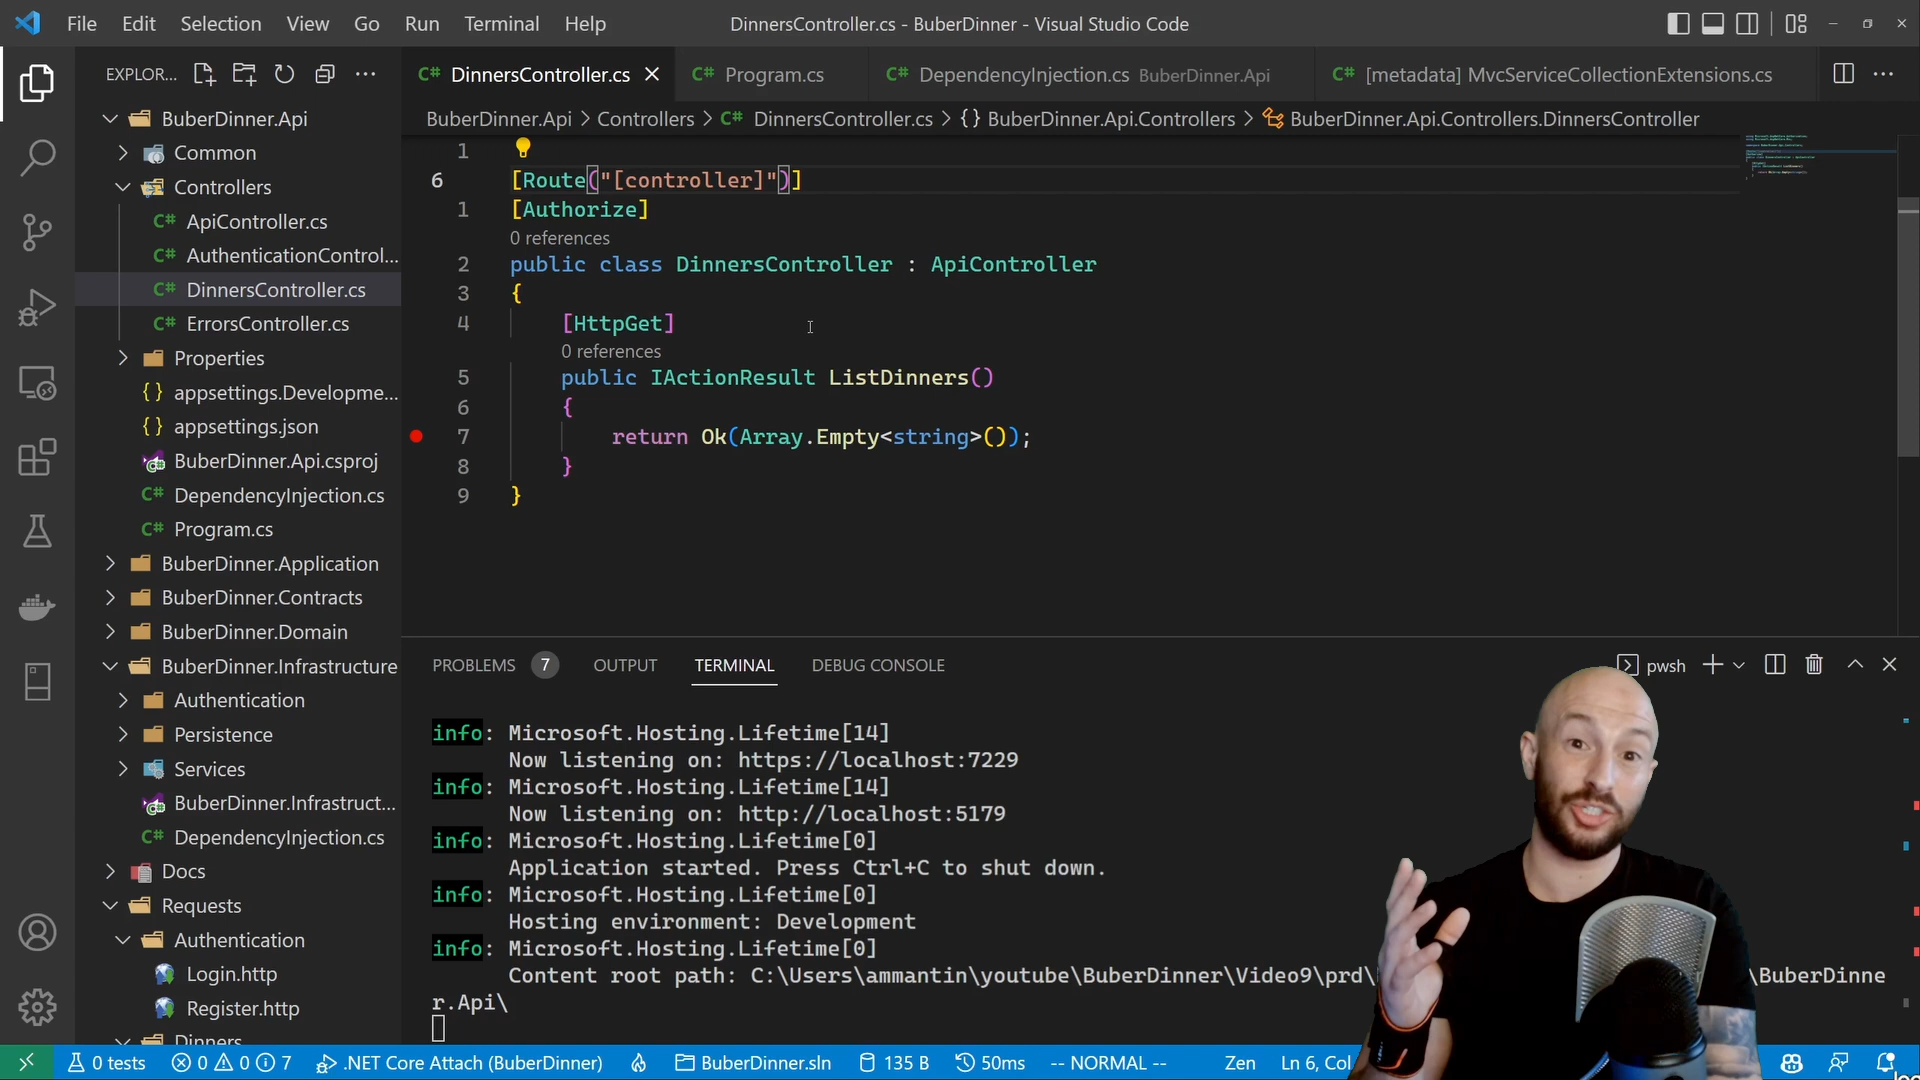 File Edit Selection View Go Run Terminal Help
DinnersController.cs - BuberDinner - Visual Studio Code
EXPLOR...
DinnersController.cs
Program.cs
DependencyInjection.cs BuberDinner.Api
[metadata] MvcServiceCollectionExtensions.cs
BuberDinner.Api > Controllers > DinnersController.cs > {} BuberDinner.Api.Controllers > BuberDinner.Api.Controllers.DinnersController
BuberDinner.Api
Common
Controllers
ApiController.cs
AuthenticationControl...
DinnersController.cs
ErrorsController.cs
Properties
appsettings.Developme...
appsettings.json
BuberDinner.Api.csproj
DependencyInjection.cs
Program.cs
BuberDinner.Application
BuberDinner.Contracts
BuberDinner.Domain
BuberDinner.Infrastructure
Authentication
Persistence
Services
BuberDinner.Infrastruct...
DependencyInjection.cs
Docs
Requests
Authentication
Login.http
Register.http
Dinners
1
6 [Route("[controller]")]
1 [Authorize]
0 references
2 public class DinnersController : ApiController
3 {
4 [HttpGet]
0 references
5 public IActionResult ListDinners()
6 {
7 return Ok(Array.Empty<string>());
8 }
9 }
PROBLEMS 7 OUTPUT TERMINAL DEBUG CONSOLE
pwsh
info: Microsoft.Hosting.Lifetime[14]
Now listening on: https://localhost:7229
info: Microsoft.Hosting.Lifetime[14]
Now listening on: http://localhost:5179
info: Microsoft.Hosting.Lifetime[0]
Application started. Press Ctrl+C to shut down.
info: Microsoft.Hosting.Lifetime[0]
Hosting environment: Development
info: Microsoft.Hosting.Lifetime[0]
Content root path: C:\Users\ammantin\youtube\BuberDinner\Video9\prd\ \BuberDinne
r.Api\
0 tests 0 0 7 .NET Core Attach (BuberDinner) BuberDinner.sln 135 B 50ms -- NORMAL -- Zen Ln 6, Col